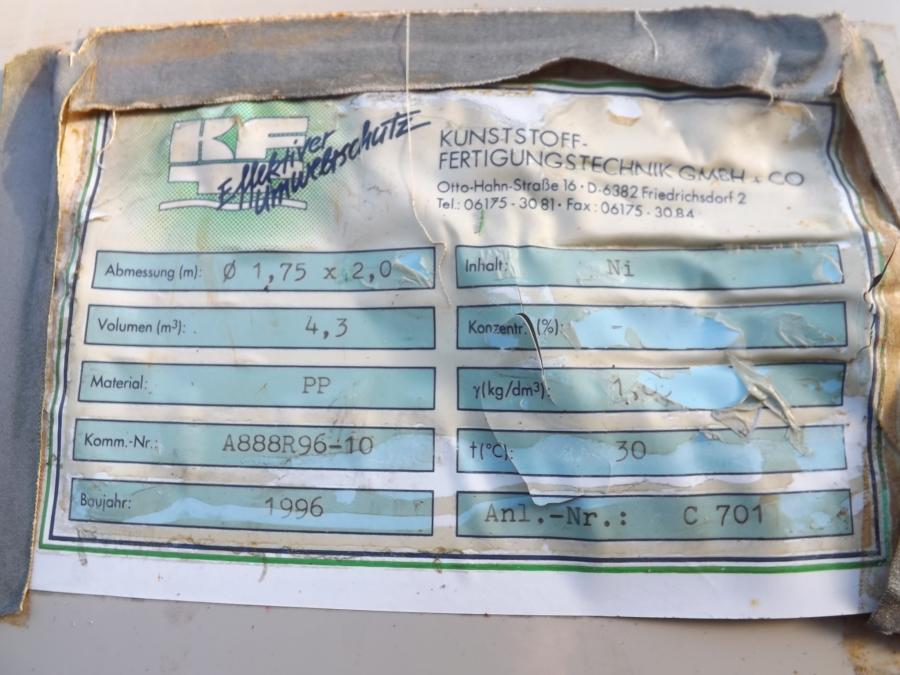 KF
Effektiver
Umweltschutz
KUNSTSTOFF-
FERTIGUNGSTECHNIK GMBH & CO
Otto-Hahn-Straße 16 · D-6382 Friedrichsdorf 2
Tel.: 06175 - 30 81 · Fax: 06175 - 30 84
Abmessung (m): Ø 1,75 x 2,0
Volumen (m³): 4,3
Material: PP
Komm.-Nr.: A888R96-10
Baujahr: 1996
Inhalt: Ni
Konzentr. (%): -
γ(kg/dm³):
t(°C): 30
Anl.-Nr.: C 701